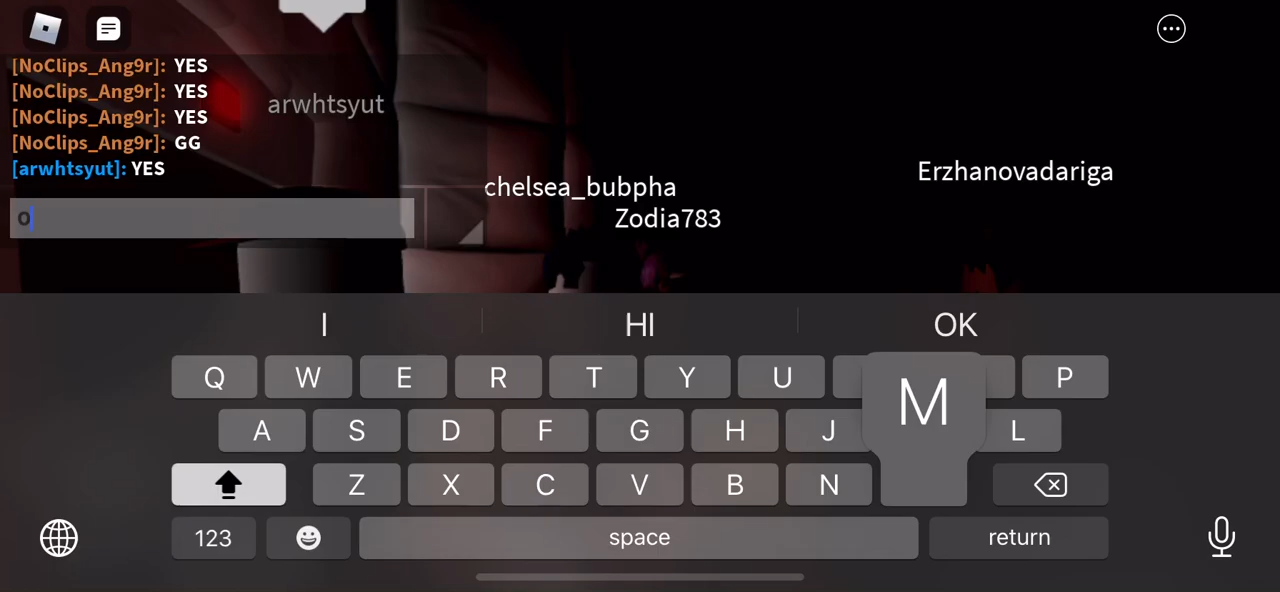 [NoClips_Ang9r]: YES
[NoClips_Ang9r]: YES
[NoClips_Ang9r]: YES
[NoClips_Ang9r]: GG
[arwhtsyut]: YES
arwhtsyut
chelsea_bubpha
Zodia783
Erzhanovadariga
o
I HI OK
Q W E R T Y U P
A S D F G H J M L
Z X C V B N
123 space return